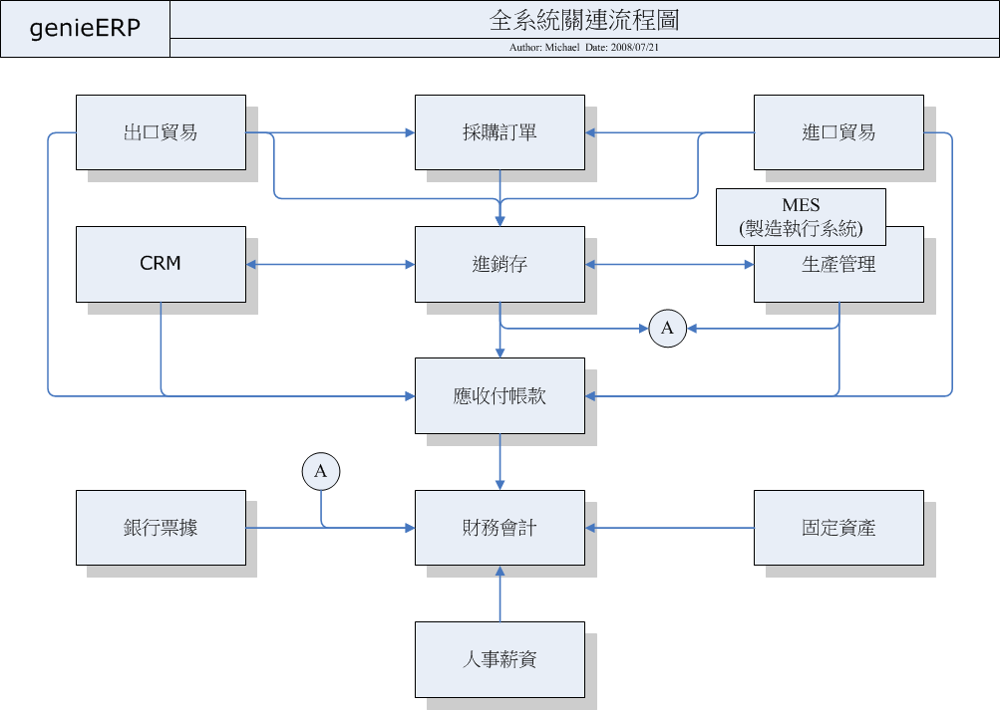 genieERP
全系統關連流程圖
Author: Michael Date: 2008/07/21
出口貿易
採購訂單
進口貿易
MES
(製造執行系統)
CRM
進銷存
生產管理
A
應收付帳款
A
銀行票據
財務會計
固定資產
人事薪資